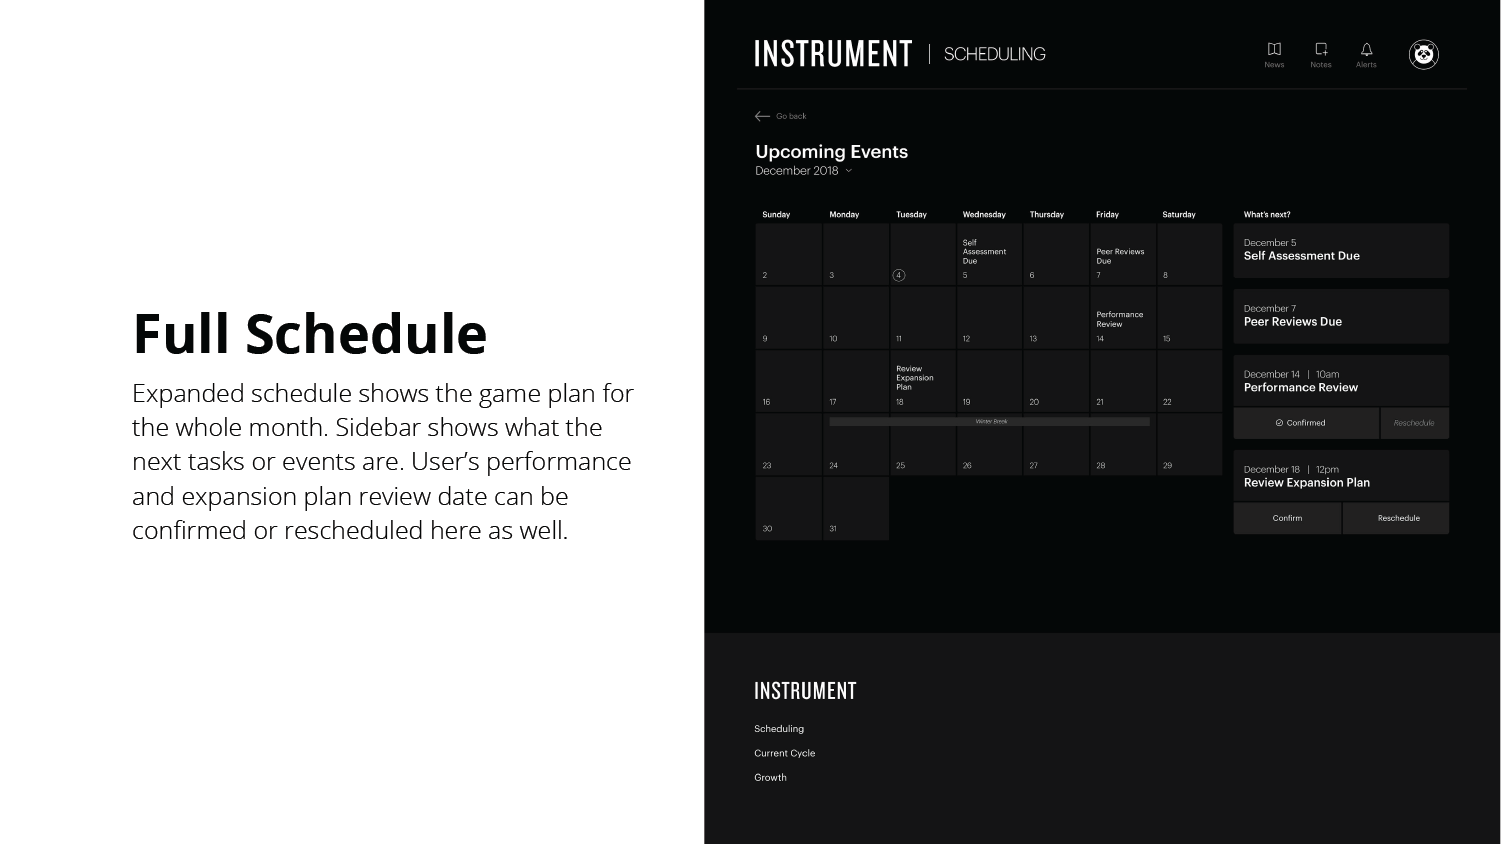 Full Schedule
Expanded schedule shows the game plan for
the whole month. Sidebar shows what the
next tasks or events are. User’s performance
and expansion plan review date can be
confirmed or rescheduled here as well.
INSTRUMENT | SCHEDULING
News Notes Alerts
Go back
Upcoming Events
December 2018
Sunday Monday Tuesday Wednesday Thursday Friday Saturday
Self
Assessment
Due
Peer Reviews
Due
2 3 4 5 6 7 8
Performance
Review
9 10 11 12 13 14 15
Review
Expansion
Plan
16 17 18 19 20 21 22
Winter Break
23 24 25 26 27 28 29
30 31
What's next?
December 5
Self Assessment Due
December 7
Peer Reviews Due
December 14 | 10am
Performance Review
Confirmed Reschedule
December 18 | 12pm
Review Expansion Plan
Confirm Reschedule
INSTRUMENT
Scheduling
Current Cycle
Growth